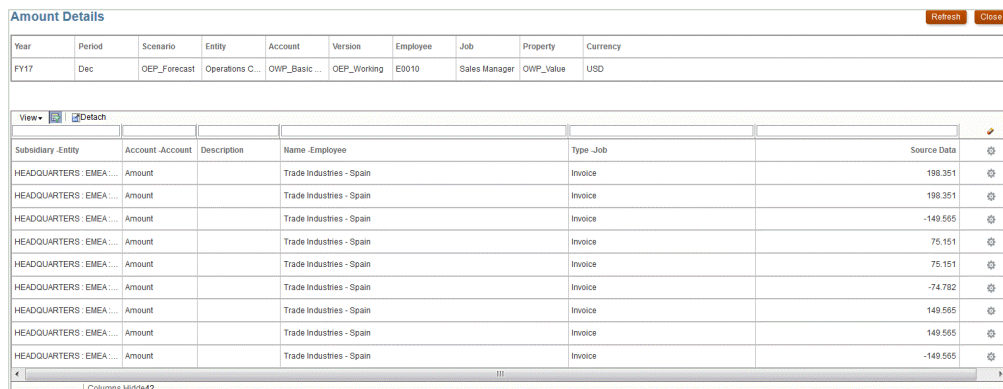 Amount Details
Refresh Close
Year Period Scenario Entity Account Version Employee Job Property Currency
FY17 Dec OEP_Forecast Operations C... OWP_Basic ... OEP_Working E0010 Sales Manager OWP_Value USD
View Detach
Subsidiary -Entity Account -Account Description Name -Employee Type -Job Source Data
HEADQUARTERS : EMEA :... Amount Trade Industries - Spain Invoice 198.351
HEADQUARTERS : EMEA :... Amount Trade Industries - Spain Invoice 198.351
HEADQUARTERS : EMEA :... Amount Trade Industries - Spain Invoice -149.565
HEADQUARTERS : EMEA :... Amount Trade Industries - Spain Invoice 75.151
HEADQUARTERS : EMEA :... Amount Trade Industries - Spain Invoice 75.151
HEADQUARTERS : EMEA :... Amount Trade Industries - Spain Invoice -74.782
HEADQUARTERS : EMEA :... Amount Trade Industries - Spain Invoice 149.565
HEADQUARTERS : EMEA :... Amount Trade Industries - Spain Invoice 149.565
HEADQUARTERS : EMEA :... Amount Trade Industries - Spain Invoice -149.565
Columns Hidde42